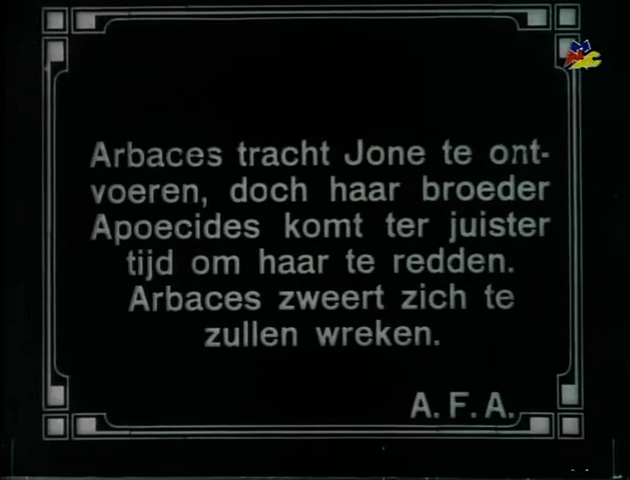 Arbaces tracht Jone te ont-
voeren, doch haar broeder
Apoecides komt ter juister
tijd om haar te redden.
Arbaces zweert zich te
zullen wreken.
A. F. A.